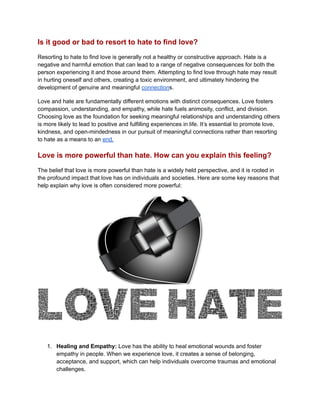 Is it good or bad to resort to hate to find love?
Resorting to hate to find love is generally not a healthy or constructive approach. Hate is a
negative and harmful emotion that can lead to a range of negative consequences for both the
person experiencing it and those around them. Attempting to find love through hate may result
in hurting oneself and others, creating a toxic environment, and ultimately hindering the
development of genuine and meaningful connections.
Love and hate are fundamentally different emotions with distinct consequences. Love fosters
compassion, understanding, and empathy, while hate fuels animosity, conflict, and division.
Choosing love as the foundation for seeking meaningful relationships and understanding others
is more likely to lead to positive and fulfilling experiences in life. It's essential to promote love,
kindness, and open-mindedness in our pursuit of meaningful connections rather than resorting
to hate as a means to an end.
Love is more powerful than hate. How can you explain this feeling?
The belief that love is more powerful than hate is a widely held perspective, and it is rooted in
the profound impact that love has on individuals and societies. Here are some key reasons that
help explain why love is often considered more powerful:
LOVE HATE
1. Healing and Empathy: Love has the ability to heal emotional wounds and foster
empathy in people. When we experience love, it creates a sense of belonging,
acceptance, and support, which can help individuals overcome traumas and emotional
challenges.